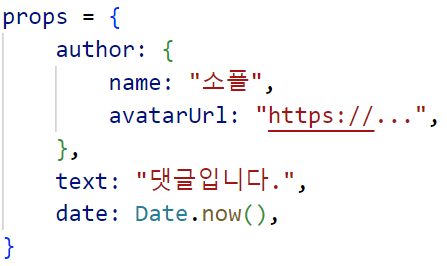 props = {
    author: {
        name: "소플",
        avatarUrl: "https://...",
    },
    text: "댓글입니다.",
    date: Date.now(),
}